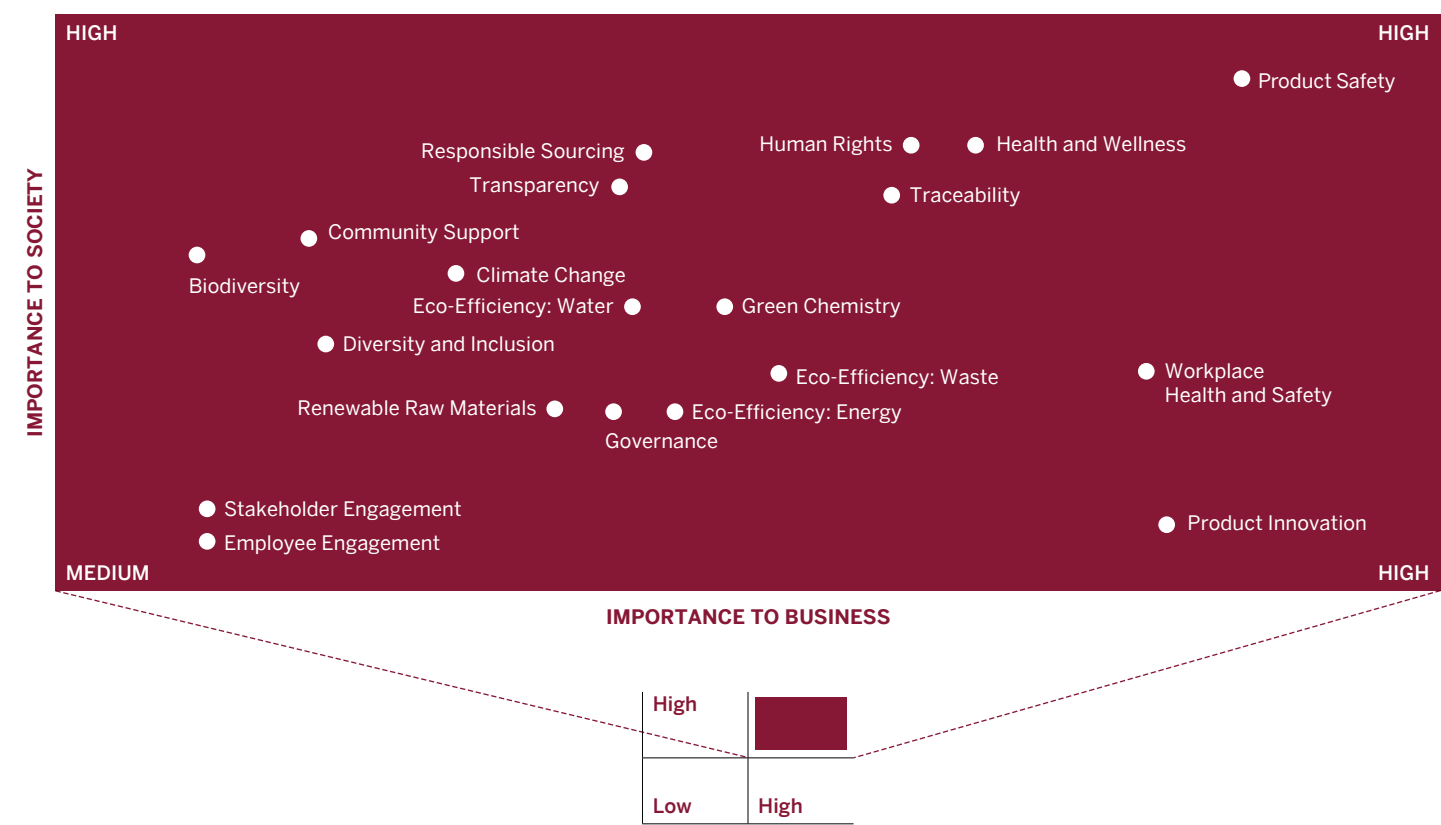 HIGH
HIGH
Product Safety
Human Rights
Health and Wellness
Responsible Sourcing
Transparency
Traceability
Community Support
Biodiversity
Climate Change
Eco-Efficiency: Water
Green Chemistry
Diversity and Inclusion
Eco-Efficiency: Waste
Workplace
Health and Safety
Renewable Raw Materials
Eco-Efficiency: Energy
Governance
Stakeholder Engagement
Product Innovation
Employee Engagement
MEDIUM
HIGH
IMPORTANCE TO SOCIETY
IMPORTANCE TO BUSINESS
High
Low
High